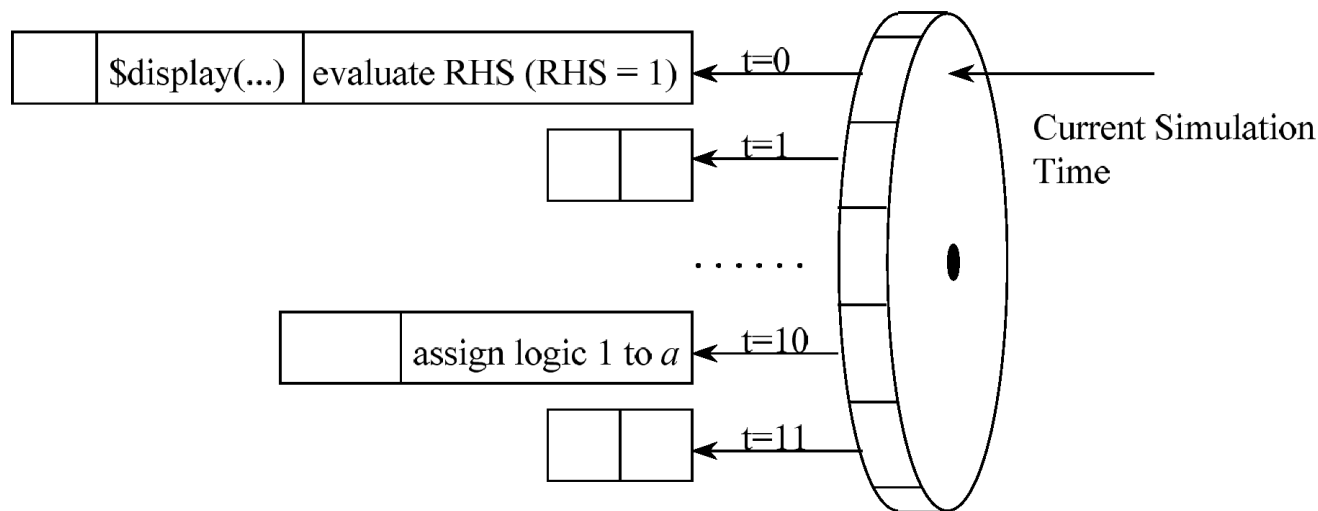 $display(...) evaluate RHS (RHS = 1) t=0
Current Simulation
Time
t=1
. . . . . .
assign logic 1 to a t=10
t=11